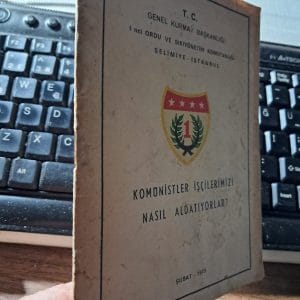 T. C.
GENEL KURMAY BAŞKANLIĞI
1 nci ORDU VE SIKIYÖNETİM KOMUTANLIĞI
SELİMİYE - İSTANBUL
1
KOMÜNİSTLER İŞÇİLERİMİZİ
NASIL ALDATIYORLAR?
ŞUBAT -